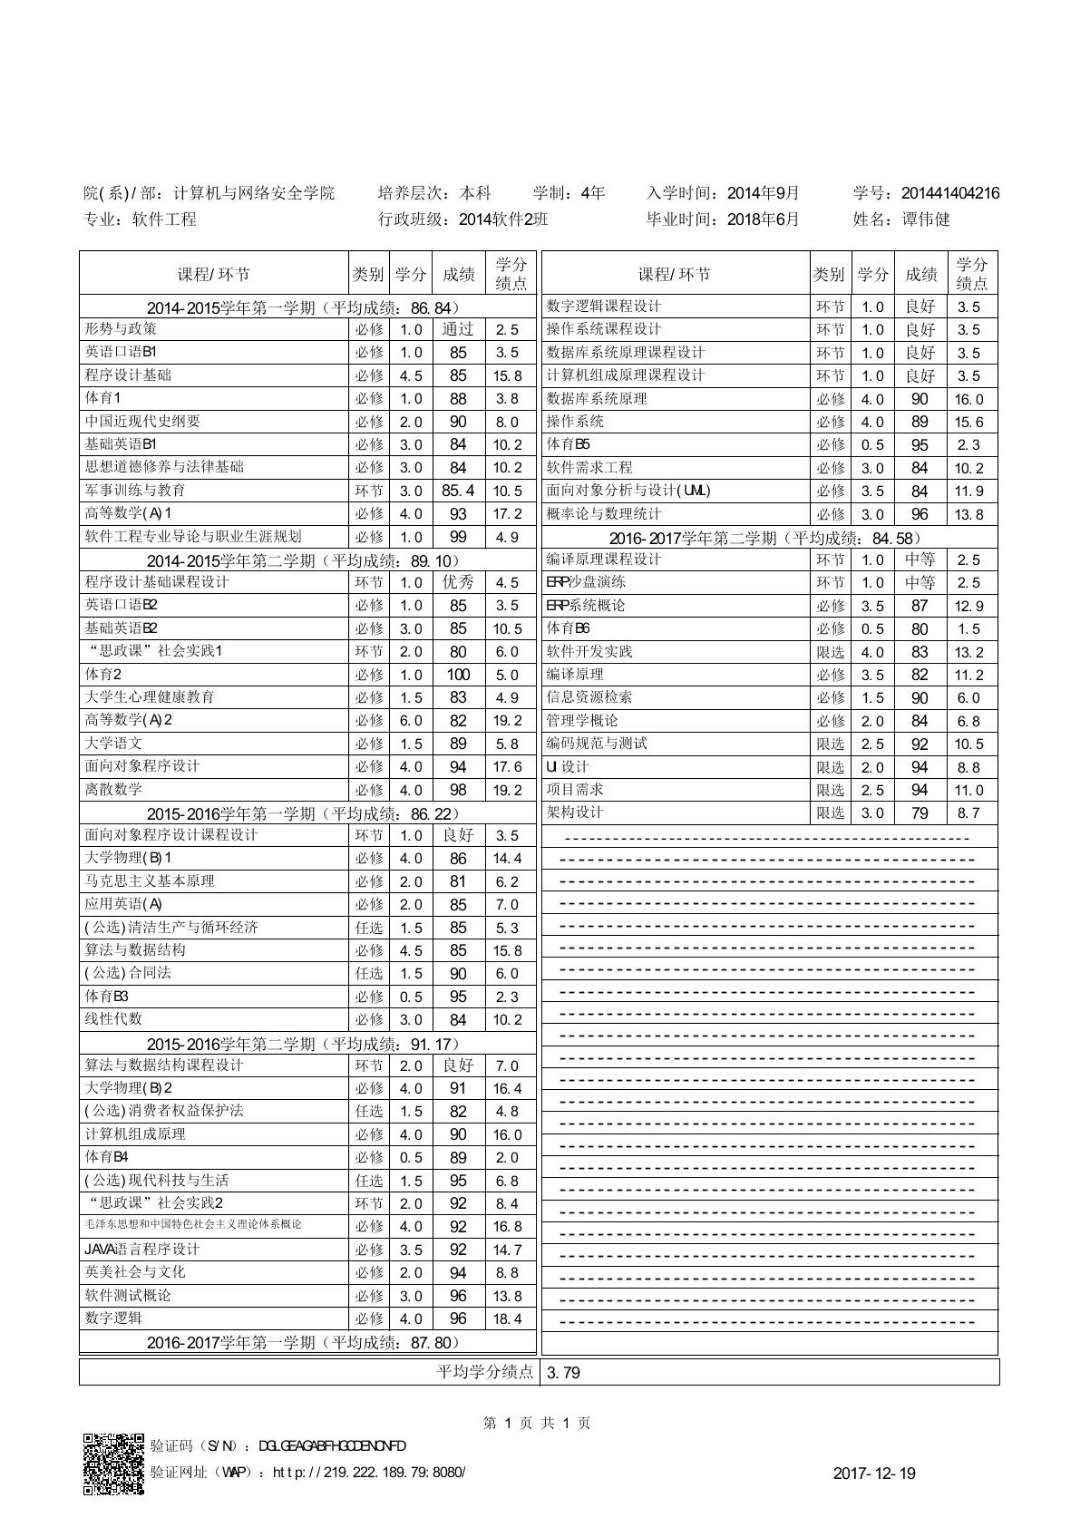 院(系)/部：计算机与网络安全学院 培养层次：本科 学制：4年 入学时间：2014年9月 学号：201441404216
专业：软件工程 行政班级：2014软件2班 毕业时间：2018年6月 姓名：谭伟健
课程/环节 类别 学分 成绩 学分绩点
2014-2015学年第一学期（平均成绩：86.84）
形势与政策 必修 1.0 通过 2.5
英语口语B1 必修 1.0 85 3.5
程序设计基础 必修 4.5 85 15.8
体育1 必修 1.0 88 3.8
中国近现代史纲要 必修 2.0 90 8.0
基础英语B1 必修 3.0 84 10.2
思想道德修养与法律基础 必修 3.0 84 10.2
军事训练与教育 环节 3.0 85.4 10.5
高等数学(A)1 必修 4.0 93 17.2
软件工程专业导论与职业生涯规划 必修 1.0 99 4.9
2014-2015学年第二学期（平均成绩：89.10）
程序设计基础课程设计 环节 1.0 优秀 4.5
英语口语B2 必修 1.0 85 3.5
基础英语B2 必修 3.0 85 10.5
“思政课”社会实践1 环节 2.0 80 6.0
体育2 必修 1.0 100 5.0
大学生心理健康教育 必修 1.5 83 4.9
高等数学(A)2 必修 6.0 82 19.2
大学语文 必修 1.5 89 5.8
面向对象程序设计 必修 4.0 94 17.6
离散数学 必修 4.0 98 19.2
2015-2016学年第一学期（平均成绩：86.22）
面向对象程序设计课程设计 环节 1.0 良好 3.5
大学物理(B)1 必修 4.0 86 14.4
马克思主义基本原理 必修 2.0 81 6.2
应用英语(A) 必修 2.0 85 7.0
(公选)清洁生产与循环经济 任选 1.5 85 5.3
算法与数据结构 必修 4.5 85 15.8
(公选)合同法 任选 1.5 90 6.0
体育B3 必修 0.5 95 2.3
线性代数 必修 3.0 84 10.2
2015-2016学年第二学期（平均成绩：91.17）
算法与数据结构课程设计 环节 2.0 良好 7.0
大学物理(B)2 必修 4.0 91 16.4
(公选)消费者权益保护法 任选 1.5 82 4.8
计算机组成原理 必修 4.0 90 16.0
体育B4 必修 0.5 89 2.0
(公选)现代科技与生活 任选 1.5 95 6.8
“思政课”社会实践2 环节 2.0 92 8.4
毛泽东思想和中国特色社会主义理论体系概论 必修 4.0 92 16.8
JAVA语言程序设计 必修 3.5 92 14.7
英美社会与文化 必修 2.0 94 8.8
软件测试概论 必修 3.0 96 13.8
数字逻辑 必修 4.0 96 18.4
2016-2017学年第一学期（平均成绩：87.80）
课程/环节 类别 学分 成绩 学分绩点
数字逻辑课程设计 环节 1.0 良好 3.5
操作系统课程设计 环节 1.0 良好 3.5
数据库系统原理课程设计 环节 1.0 良好 3.5
计算机组成原理课程设计 环节 1.0 良好 3.5
数据库系统原理 必修 4.0 90 16.0
操作系统 必修 4.0 89 15.6
体育B5 必修 0.5 95 2.3
软件需求工程 必修 3.0 84 10.2
面向对象分析与设计(UML) 必修 3.5 84 11.9
概率论与数理统计 必修 3.0 96 13.8
2016-2017学年第二学期（平均成绩：84.58）
编译原理课程设计 环节 1.0 中等 2.5
ERP沙盘演练 环节 1.0 中等 2.5
ERP系统概论 必修 3.5 87 12.9
体育B6 必修 0.5 80 1.5
软件开发实践 限选 4.0 83 13.2
编译原理 必修 3.5 82 11.2
信息资源检索 必修 1.5 90 6.0
管理学概论 必修 2.0 84 6.8
编码规范与测试 限选 2.5 92 10.5
UI设计 限选 2.0 94 8.8
项目需求 限选 2.5 94 11.0
架构设计 限选 3.0 79 8.7
平均学分绩点 3.79
第 1 页 共 1 页
验证码（S/N）：DGLGEAGABFHGCDENCNFD
验证网址（WAP）：http://219.222.189.79:8080/
2017-12-19